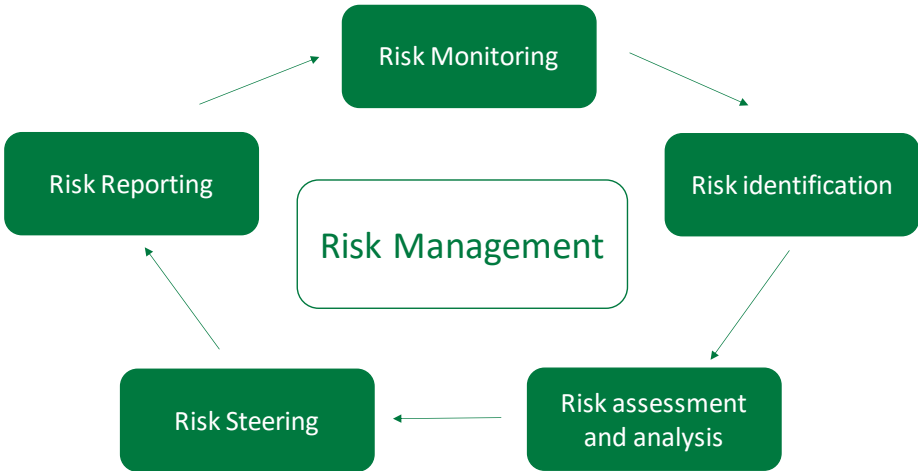 Risk Monitoring
Risk Reporting
Risk identification
Risk Management
Risk Steering
Risk assessment
and analysis